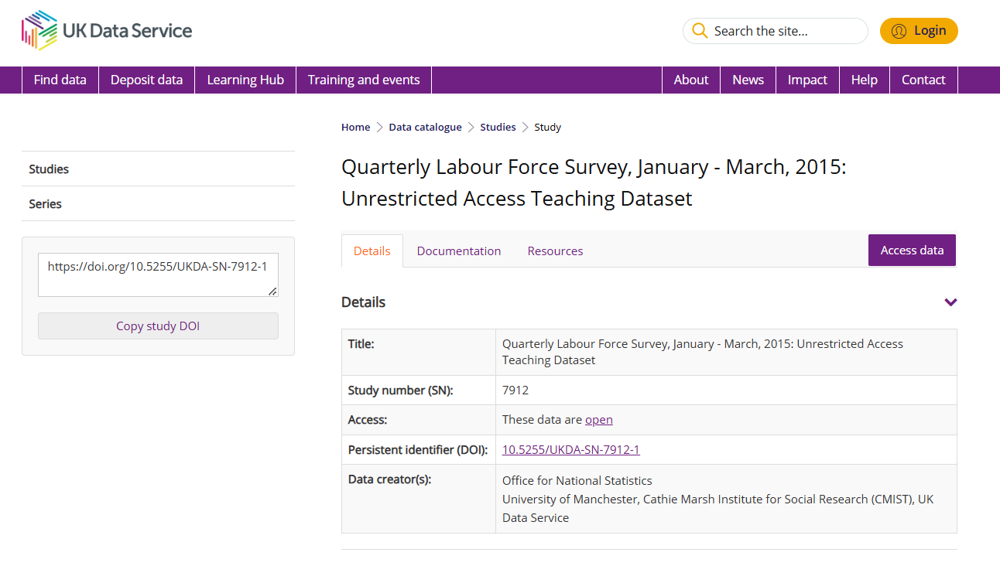 UK Data Service
Search the site...
Login
Find data
Deposit data
Learning Hub
Training and events
About
News
Impact
Help
Contact
Home > Data catalogue > Studies > Study
Studies
Series
https://doi.org/10.5255/UKDA-SN-7912-1
Copy study DOI
Quarterly Labour Force Survey, January - March, 2015:
Unrestricted Access Teaching Dataset
Details
Documentation
Resources
Access data
Details
Title:
Quarterly Labour Force Survey, January - March, 2015: Unrestricted Access
Teaching Dataset
Study number (SN):
7912
Access:
These data are open
Persistent identifier (DOI):
10.5255/UKDA-SN-7912-1
Data creator(s):
Office for National Statistics
University of Manchester, Cathie Marsh Institute for Social Research (CMIST), UK
Data Service